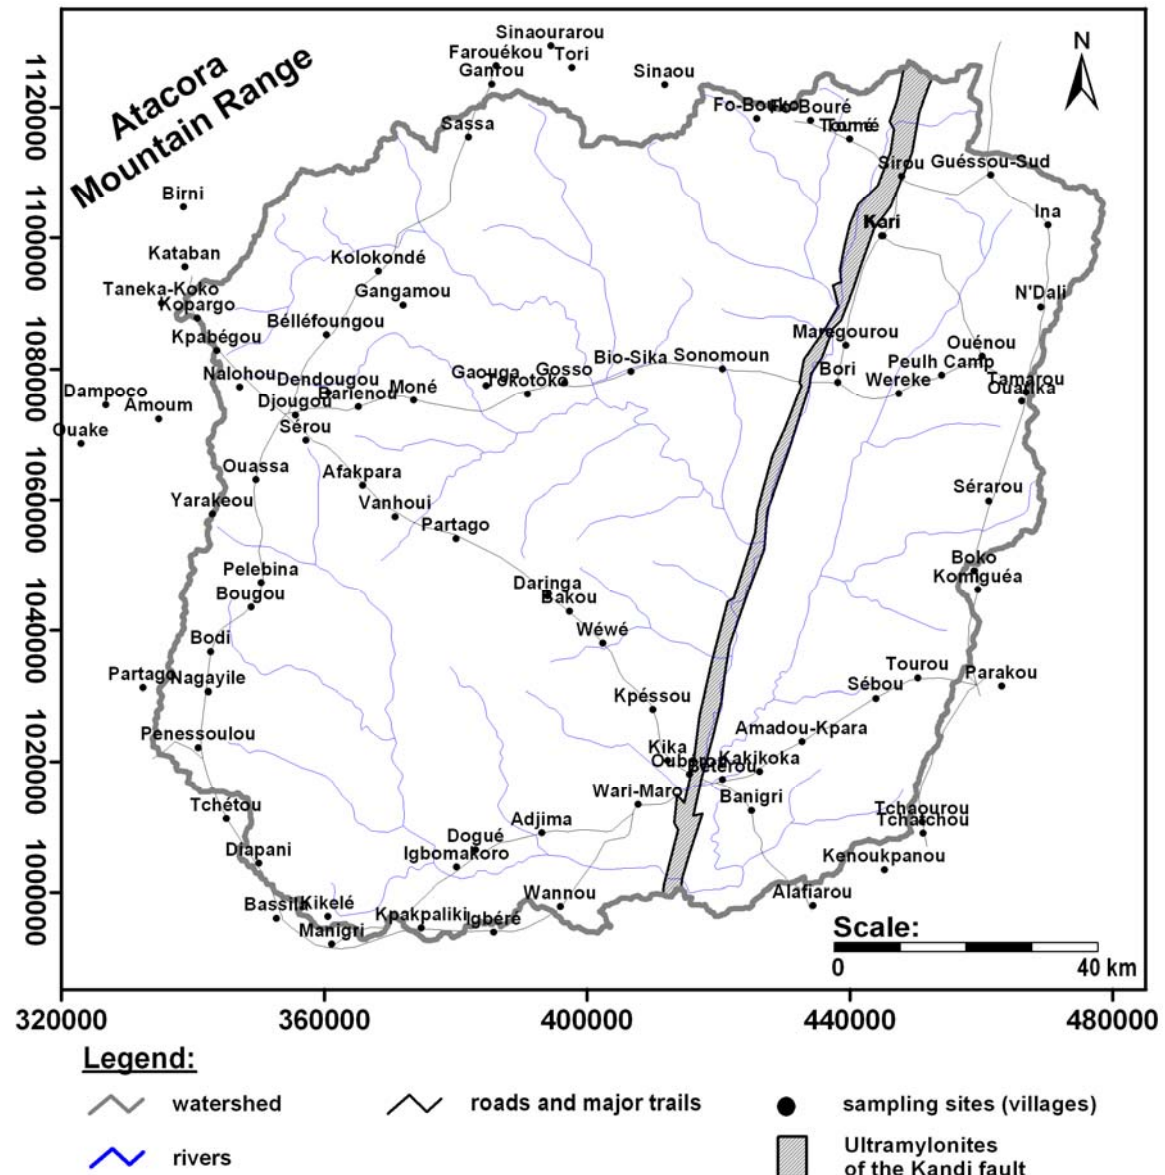 Sinaourarou
Farouékou
Tori
Ganrou
Sinaou
N
Atacora
Mountain Range
1120000
1100000
1080000
1060000
1040000
1020000
1000000
Fo-Bouré
Sassa
Sirou
Guéssou-Sud
Birni
Ina
Kari
Kataban
Kolokondé
Taneka-Koko
Gangamou
N'Dali
Kopargo
Bélléfoungou
Kpabégou
Maregourou
Ouénou
Bio-Sika
Sonomoun
Peulh Camp
Nalohou
Dendougou
Gaouga
Gosso
Bori
Wereke
Tamarou
Dampoco
Moné
Tokotoko
Barienou
Amoum
Djougou
Sérou
Ouake
Ouassa
Afakpara
Yarakeou
Vanhoui
Sérarou
Partago
Pelebina
Boko
Bougou
Daringa
Komiguéa
Bakou
Bodi
Wéwé
Partago
Nagayile
Tourou
Parakou
Sébou
Kpéssou
Penessoulou
Amadou-Kpara
Kika
Kakikoka
Bétérou
Wari-Maro
Banigri
Tchétou
Adjima
Tchaourou
Tchatchou
Dogué
Diapani
Igbomakoro
Kenoukpanou
Wannou
Alafiarou
Bassila
Kikelé
Kpakpaliki
Igbéré
Manigri
Scale:
0
40 km
320000
360000
400000
440000
480000
Legend:
watershed
roads and major trails
sampling sites (villages)
rivers
Ultramylonites
of the Kandi fault